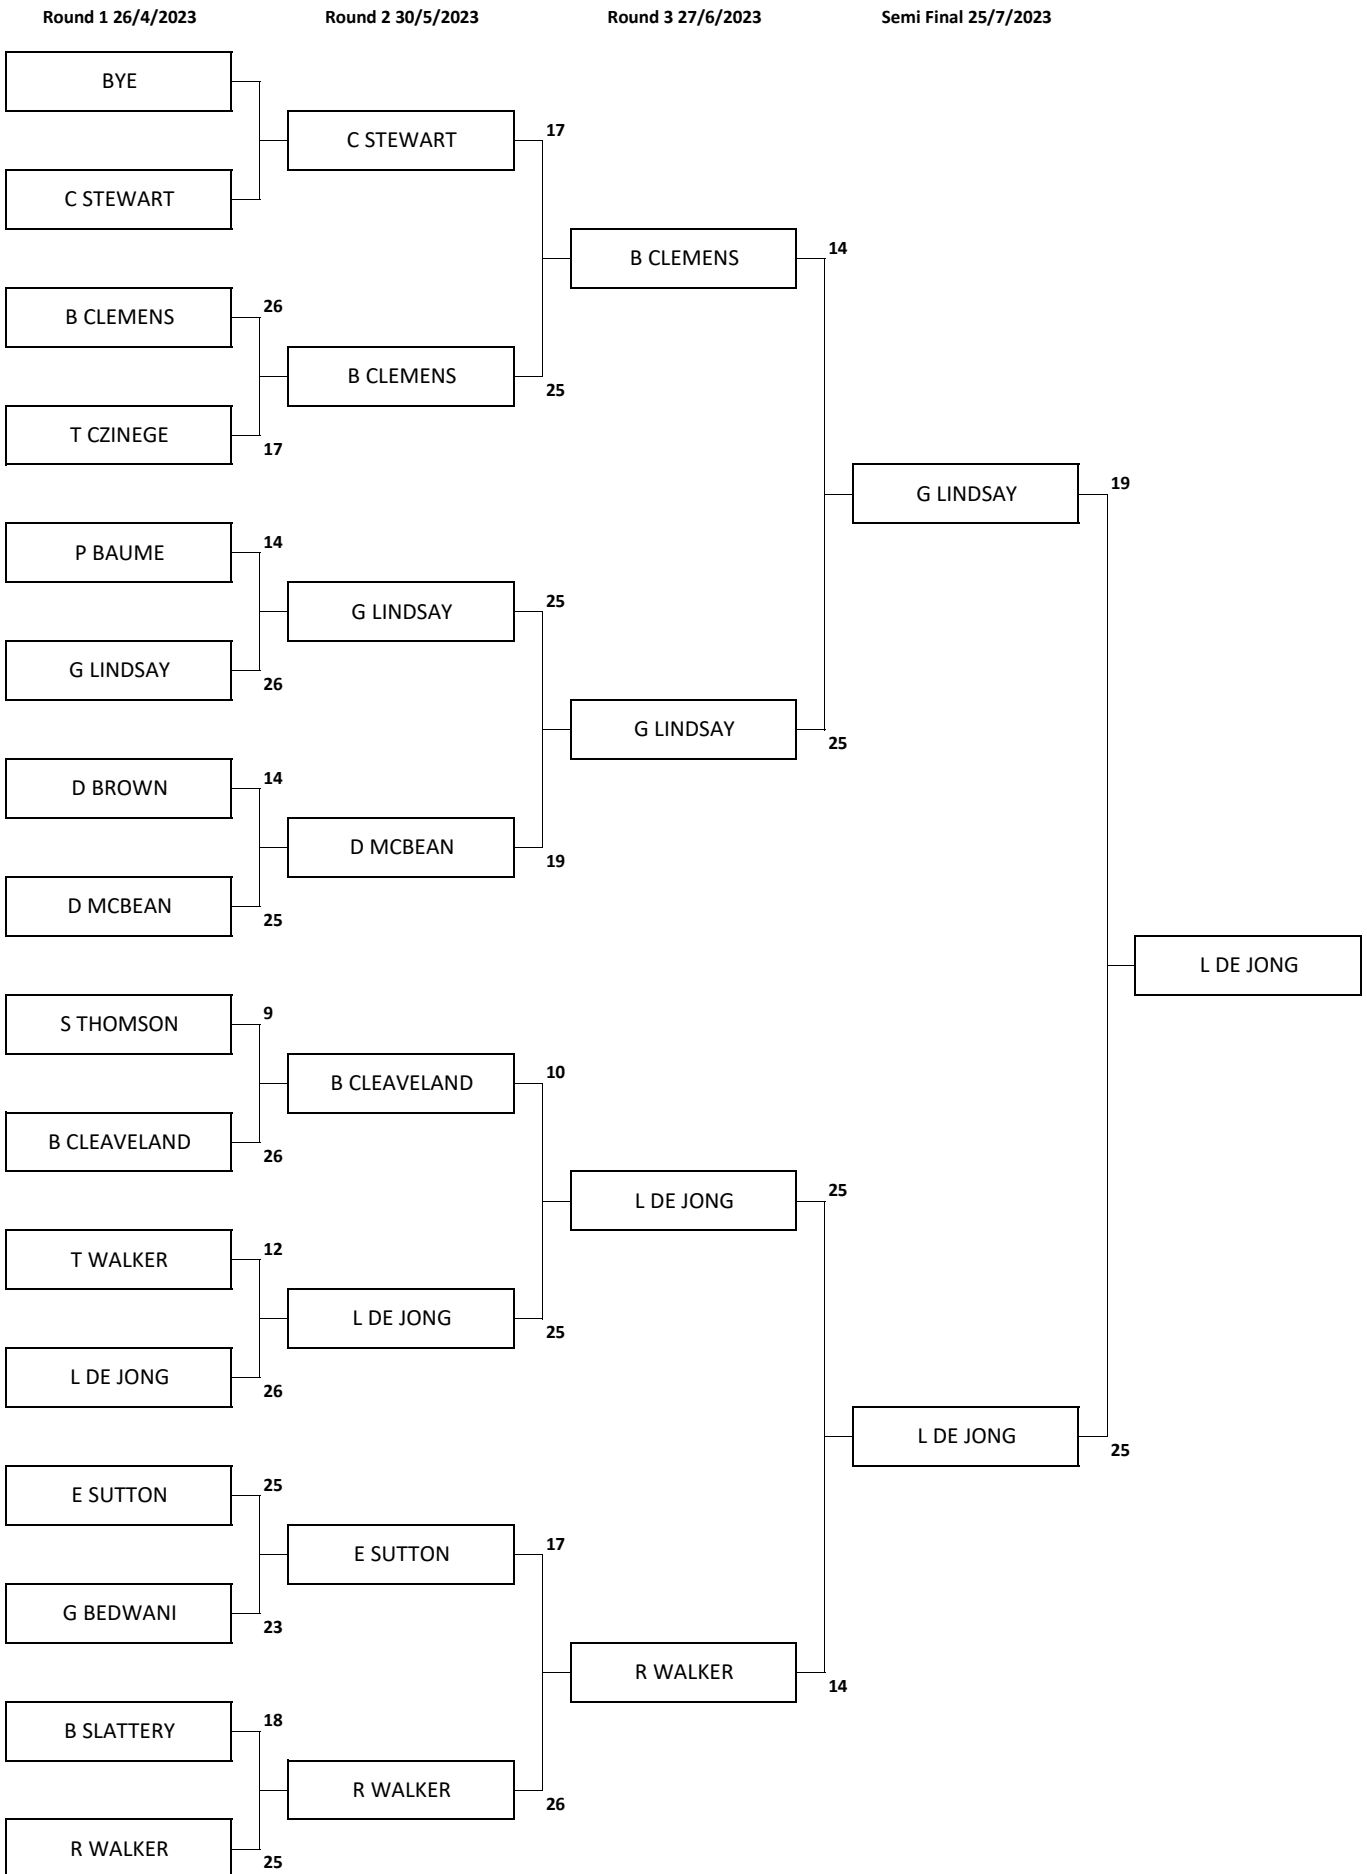 Round 1 26/4/2023 Round 2 30/5/2023 Round 3 27/6/2023 Semi Final 25/7/2023
BYE
C STEWART 17
C STEWART
B CLEMENS 14
B CLEMENS 26
B CLEMENS 25
T CZINEGE 17
G LINDSAY 19
P BAUME 14
G LINDSAY 25
G LINDSAY 26
G LINDSAY 25
D BROWN 14
D MCBEAN 19
D MCBEAN 25
L DE JONG
S THOMSON 9
B CLEAVELAND 10
B CLEAVELAND 26
L DE JONG 25
T WALKER 12
L DE JONG 25
L DE JONG 26
L DE JONG 25
E SUTTON 25
E SUTTON 17
G BEDWANI 23
R WALKER 14
B SLATTERY 18
R WALKER 26
R WALKER 25